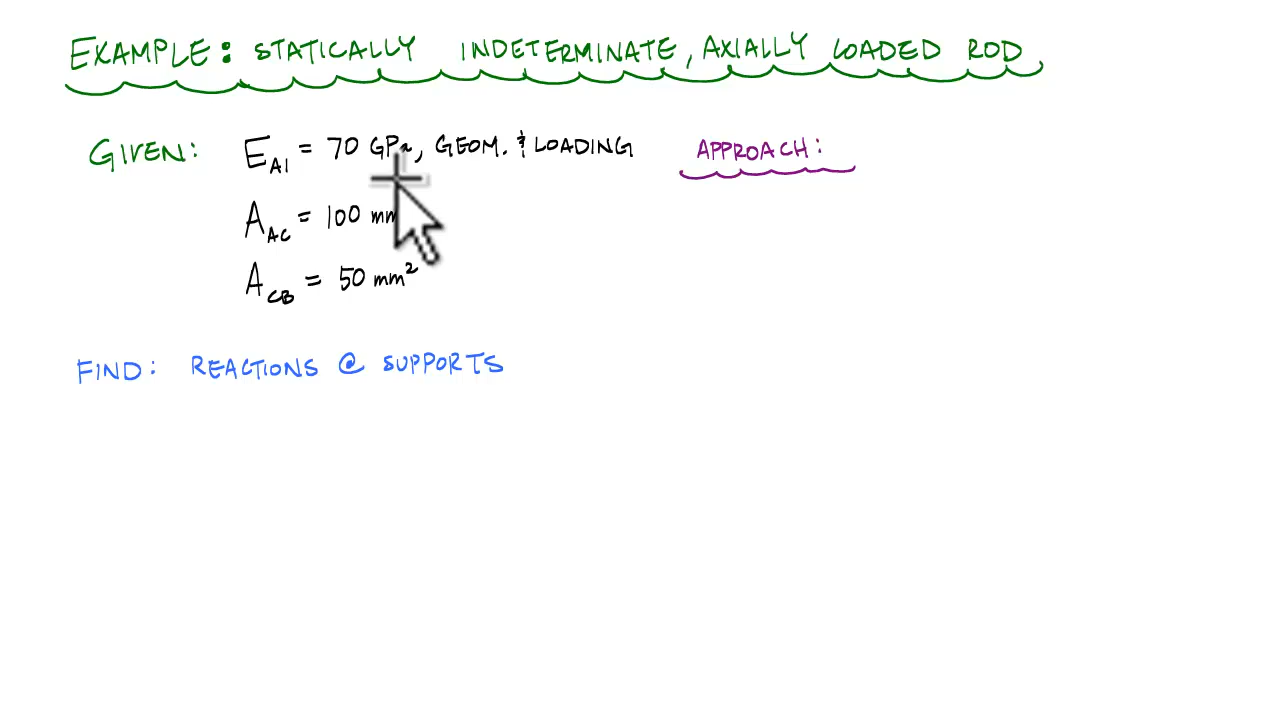 EXAMPLE: STATICALLY INDETERMINATE, AXIALLY LOADED ROD
GIVEN: E_Al = 70 GPa, GEOM. & LOADING
APPROACH:
A_AC = 100 mm
A_CB = 50 mm²
FIND: REACTIONS @ SUPPORTS